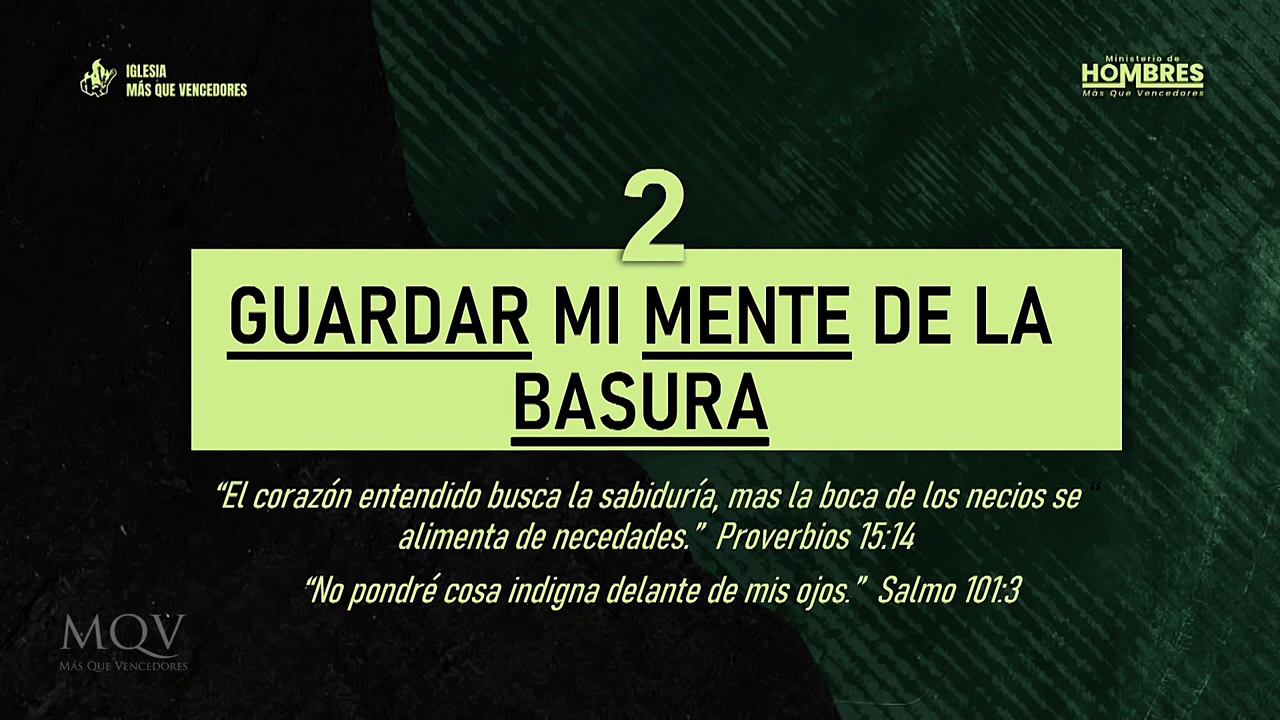 IGLESIA
MÁS QUE VENCEDORES
Ministerio de
HOMBRES
Más Que Vencedores
2
GUARDAR MI MENTE DE LA
BASURA
“El corazón entendido busca la sabiduría, mas la boca de los necios se “
alimenta de necedades.” Proverbios 15:14
“No pondré cosa indigna delante de mis ojos.” Salmo 101:3
MQV
MÁS QUE VENCEDORES